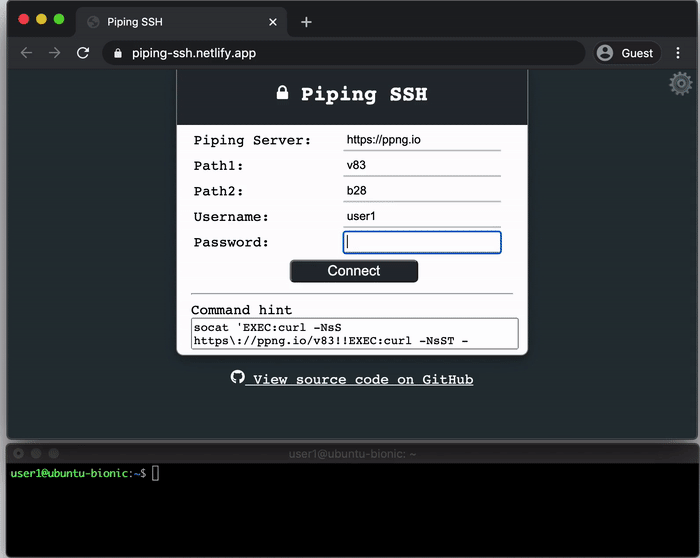 Piping SSH
piping-ssh.netlify.app
Guest
Piping SSH
Piping Server: https://ppng.io
Path1: v83
Path2: b28
Username: user1
Password:
Connect
Command hint
socat 'EXEC:curl -NsS
https\://ppng.io/v83!!EXEC:curl -NsST -
View source code on GitHub
user1@ubuntu-bionic: ~
user1@ubuntu-bionic:~$